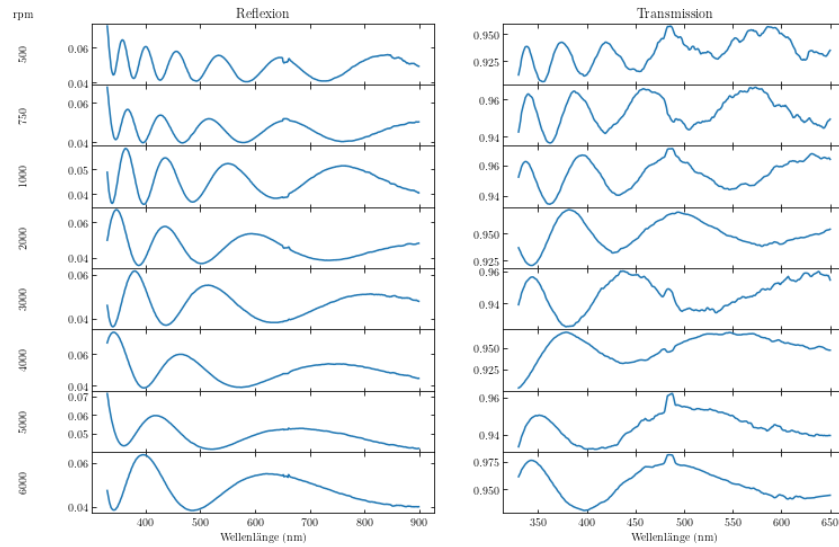 rpm Reflexion Transmission
500 0.06 0.04 0.950 0.925
750 0.06 0.04 0.96 0.94
1000 0.05 0.04 0.96 0.94
2000 0.06 0.04 0.950 0.925
3000 0.06 0.04 0.96 0.94
4000 0.06 0.04 0.950 0.925
5000 0.07 0.06 0.05 0.96 0.94
6000 0.06 0.04 0.975 0.950
400 500 600 700 800 900 350 400 450 500 550 600 650
Wellenlänge (nm) Wellenlänge (nm)